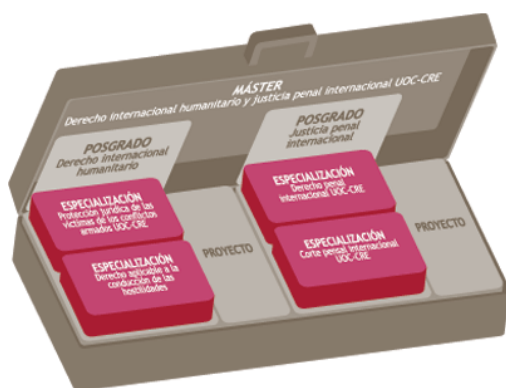 MÁSTER
Derecho internacional humanitario y justicia penal internacional UOC-CRE
POSGRADO
Derecho internacional
humanitario
POSGRADO
Justicia penal
internacional
ESPECIALIZACIÓN
Protección jurídica de las
víctimas de los conflictos
armados UOC-CRE
ESPECIALIZACIÓN
Derecho aplicable a la
conducción de las
hostilidades
PROYECTO
ESPECIALIZACIÓN
Derecho penal
internacional UOC-CRE
ESPECIALIZACIÓN
Corte penal internacional
UOC-CRE
PROYECTO